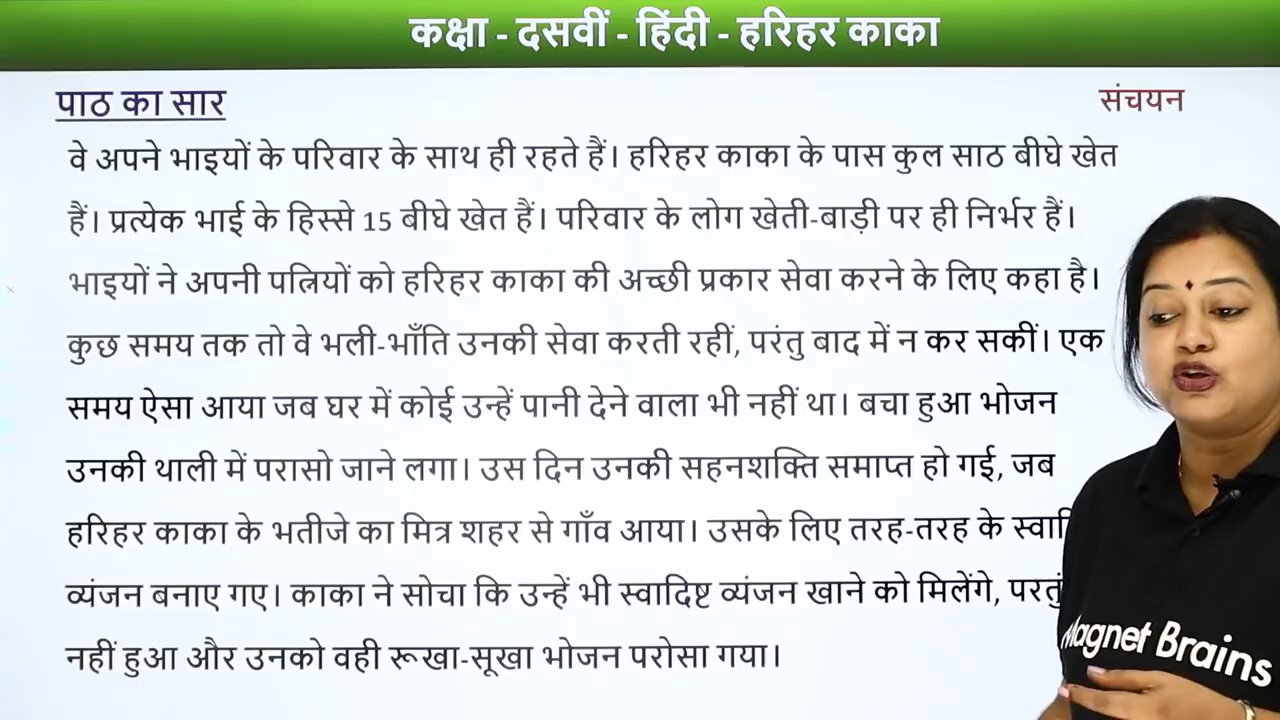 कक्षा - दसवीं - हिंदी - हरिहर काका
पाठ का सार
संचयन
वे अपने भाइयों के परिवार के साथ ही रहते हैं। हरिहर काका के पास कुल साठ बीघे खेत
हैं। प्रत्येक भाई के हिस्से 15 बीघे खेत हैं। परिवार के लोग खेती-बाड़ी पर ही निर्भर हैं।
भाइयों ने अपनी पत्नियों को हरिहर काका की अच्छी प्रकार सेवा करने के लिए कहा है।
कुछ समय तक तो वे भली-भाँति उनकी सेवा करती रहीं, परंतु बाद में न कर सकीं। एक
समय ऐसा आया जब घर में कोई उन्हें पानी देने वाला भी नहीं था। बचा हुआ भोजन
उनकी थाली में परासो जाने लगा। उस दिन उनकी सहनशक्ति समाप्त हो गई, जब
हरिहर काका के भतीजे का मित्र शहर से गाँव आया। उसके लिए तरह-तरह के
व्यंजन बनाए गए। काका ने सोचा कि उन्हें भी स्वादिष्ट व्यंजन खाने को मिलेंगे, परतुं
नहीं हुआ और उनको वही रूखा-सूखा भोजन परोसा गया।
Magnet Brains